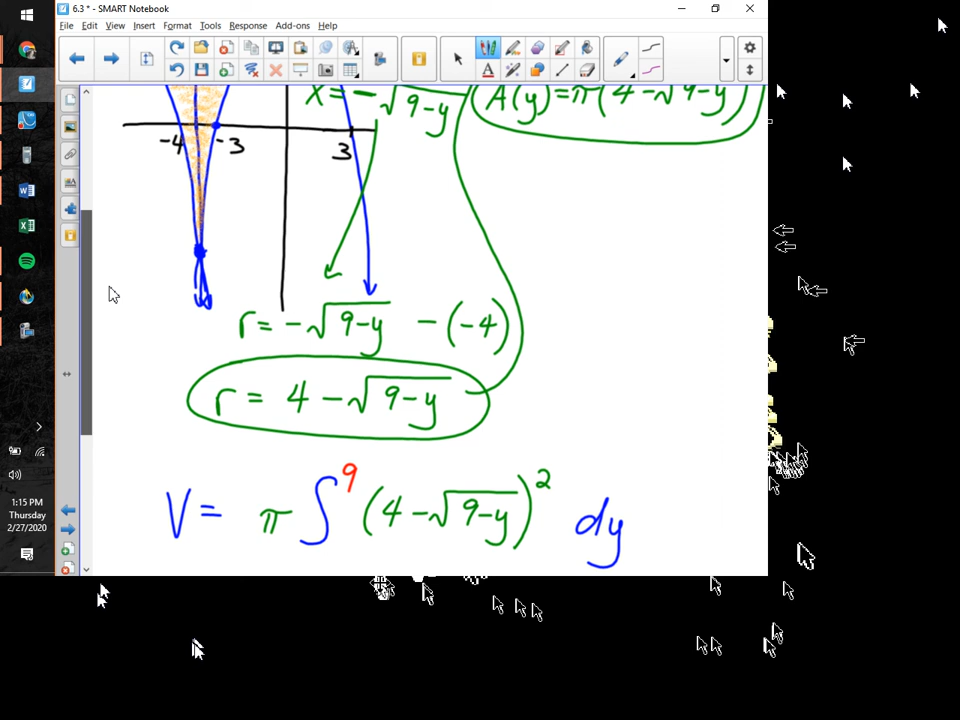 6.3 * - SMART Notebook
File Edit View Insert Format Tools Response Add-ons Help
x = -√(9-y)
A(y)=π(4-√(9-y))
-4 -3 3
r = -√(9-y) - (-4)
r = 4 - √(9-y)
V = π ∫⁹ (4-√(9-y))² dy
1:15 PM
Thursday
2/27/2020